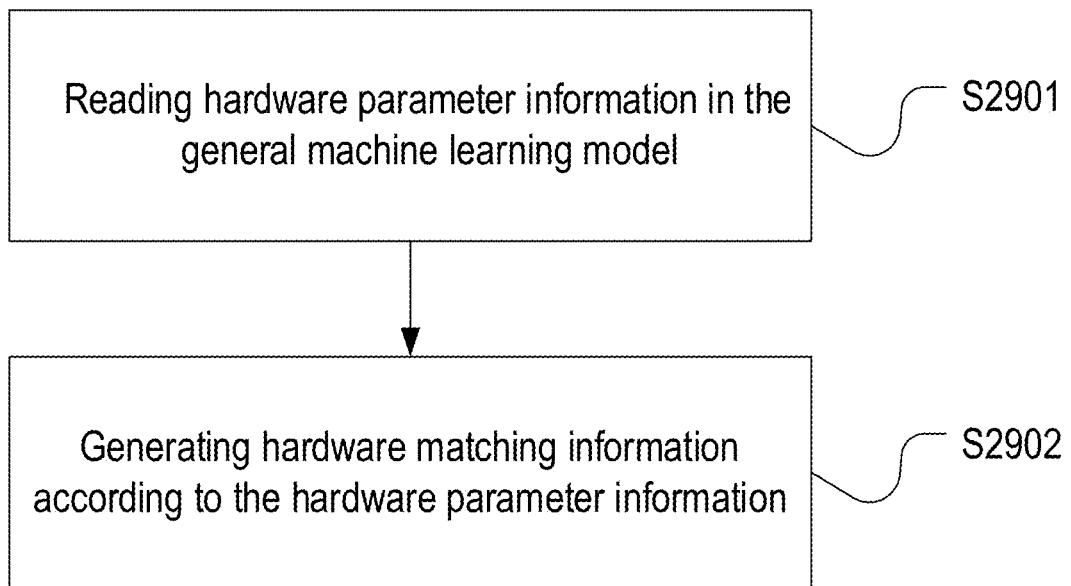 Reading hardware parameter information in the
general machine learning model
S2901
Generating hardware matching information
according to the hardware parameter information
S2902